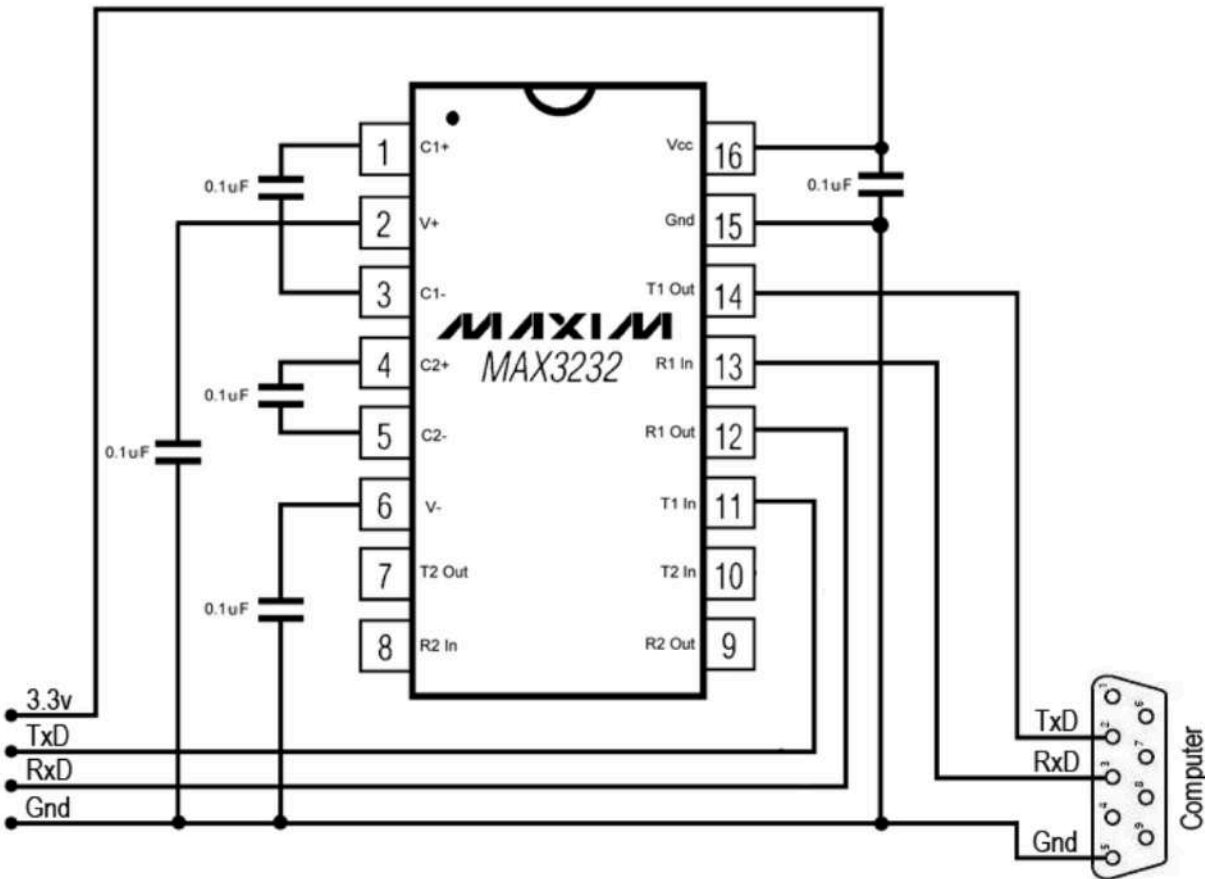 1 C1+
Vcc 16
0.1uF
0.1uF
2 V+
Gnd 15
3 C1-
T1 Out 14
MAXIM
MAX3232
4 C2+
R1 In 13
0.1uF
5 C2-
R1 Out 12
0.1uF
6 V-
T1 In 11
7 T2 Out
T2 In 10
0.1uF
8 R2 In
R2 Out 9
3.3v
TxD
RxD
Gnd
TxD
RxD
Gnd
1
2
3
4
5
6
7
8
9
Computer